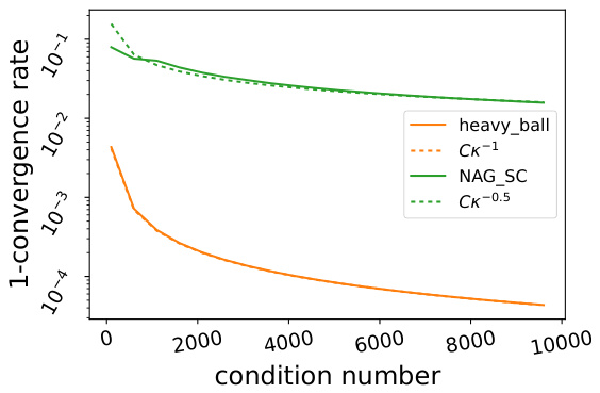 1-convergence rate
10⁻¹
10⁻²
10⁻³
10⁻⁴
heavy_ball
Cκ⁻¹
NAG_SC
Cκ⁻⁰·⁵
0 2000 4000 6000 8000 10000
condition number